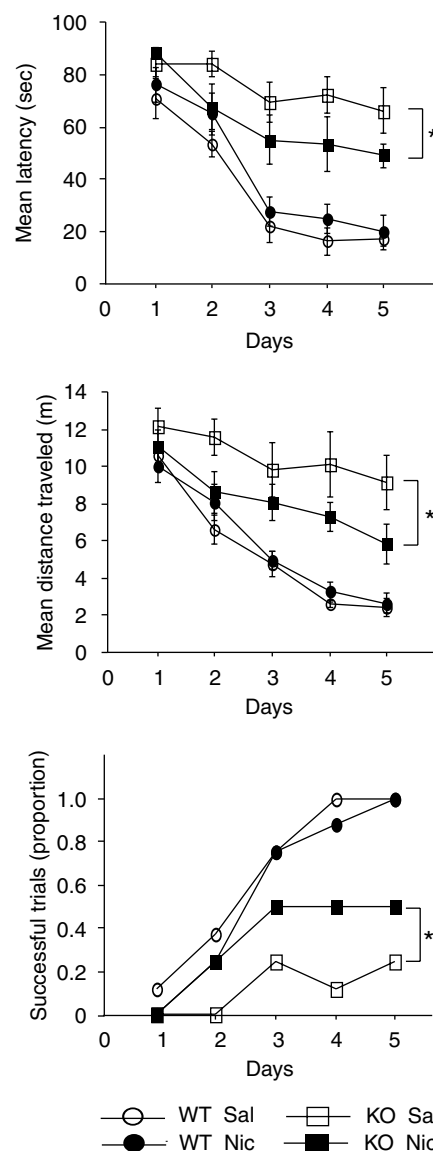 100
80
60
40
20
0
Mean latency (sec)
*
0 1 2 3 4 5
Days
14
12
10
8
6
4
2
0
Mean distance traveled (m)
*
0 1 2 3 4 5
Days
1.0
0.8
0.6
0.4
0.2
0
Successful trials (proportion)
*
0 1 2 3 4 5
Days
WT Sal KO Sa
WT Nic KO Nic